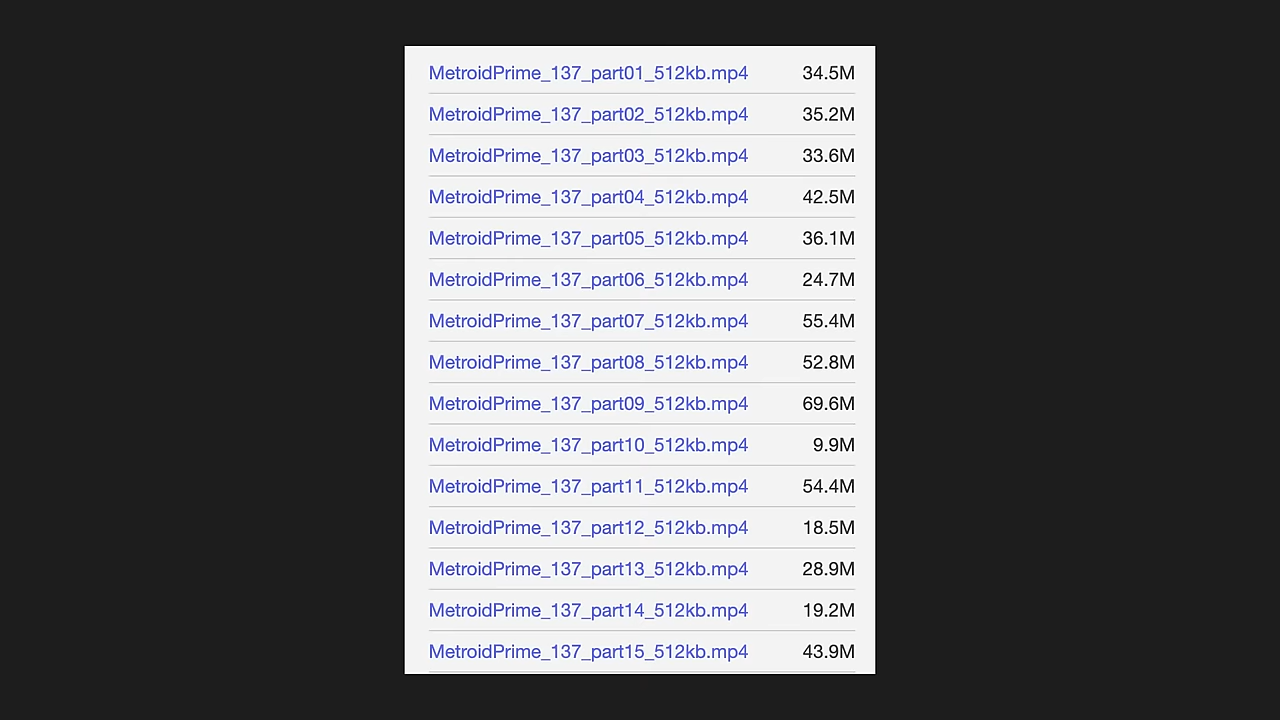 MetroidPrime_137_part01_512kb.mp4 34.5M
MetroidPrime_137_part02_512kb.mp4 35.2M
MetroidPrime_137_part03_512kb.mp4 33.6M
MetroidPrime_137_part04_512kb.mp4 42.5M
MetroidPrime_137_part05_512kb.mp4 36.1M
MetroidPrime_137_part06_512kb.mp4 24.7M
MetroidPrime_137_part07_512kb.mp4 55.4M
MetroidPrime_137_part08_512kb.mp4 52.8M
MetroidPrime_137_part09_512kb.mp4 69.6M
MetroidPrime_137_part10_512kb.mp4 9.9M
MetroidPrime_137_part11_512kb.mp4 54.4M
MetroidPrime_137_part12_512kb.mp4 18.5M
MetroidPrime_137_part13_512kb.mp4 28.9M
MetroidPrime_137_part14_512kb.mp4 19.2M
MetroidPrime_137_part15_512kb.mp4 43.9M